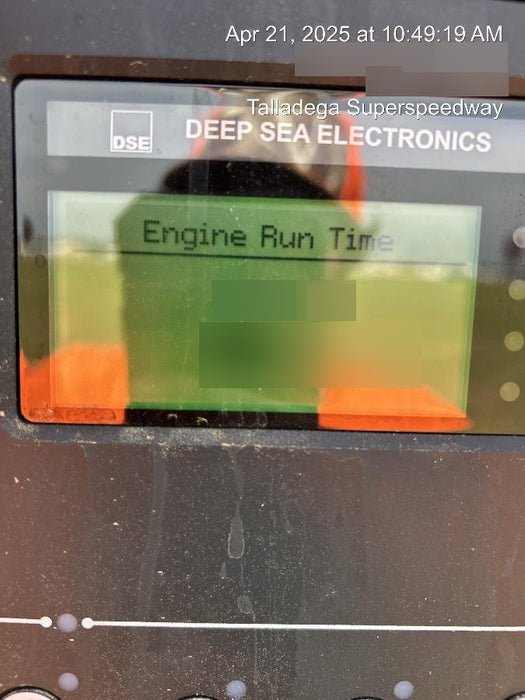 Apr 21, 2025 at 10:49:19 AM
Talladega Superspeedway
DSE
DEEP SEA ELECTRONICS
Engine Run Time